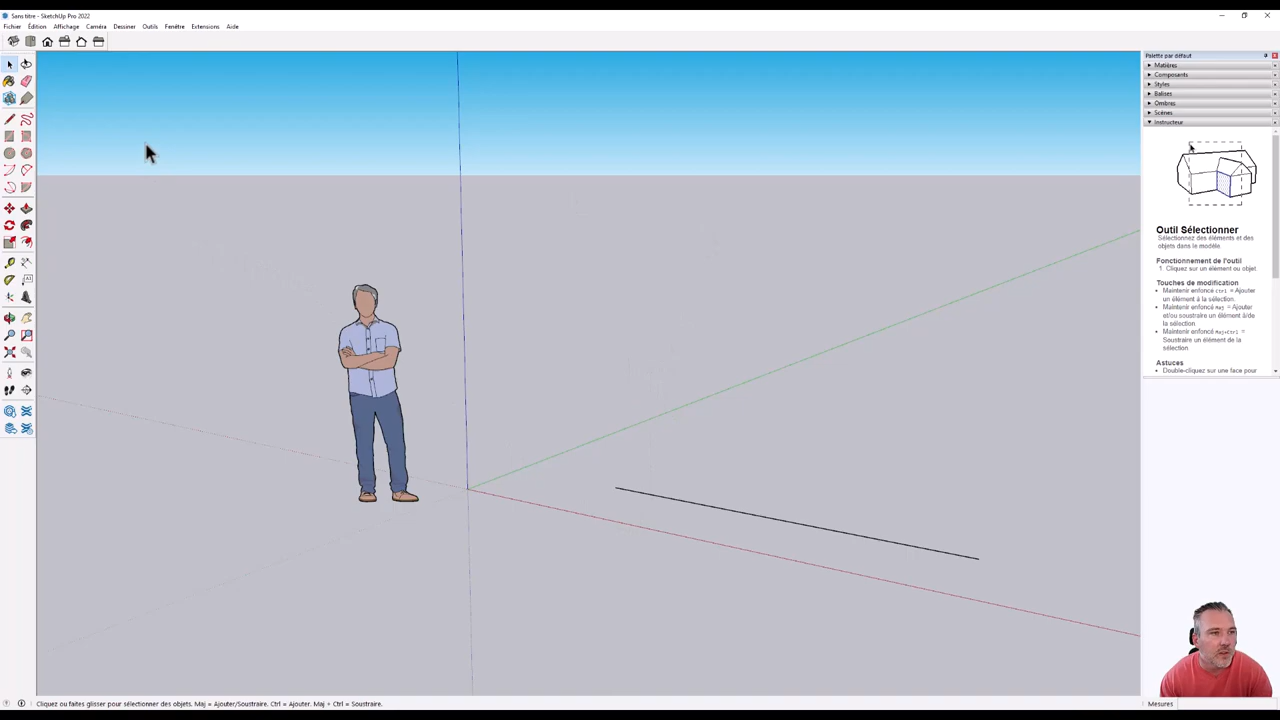 Sans titre - SketchUp Pro 2022
Fichier Édition Affichage Caméra Dessiner Outils Fenêtre Extensions Aide
Palette par défaut
Matières
Composants
Styles
Balises
Ombres
Scènes
Instructeur
Outil Sélectionner
Sélectionnez des éléments et des
objets dans le modèle
Fonctionnement de l'outil
1. Cliquez sur un élément ou objet.
Touches de modification
• Maintenir enfoncé Ctrl = Ajouter
un élément à la sélection.
• Maintenir enfoncé Maj = Ajouter
et/ou soustraire un élément à/de
la sélection
• Maintenir enfoncé Maj+Ctrl =
Soustraire un élément de la
sélection
Astuces
• Double-cliquez sur une face pour
Cliquez ou faites glisser pour sélectionner des objets. Maj = Ajouter/Soustraire. Ctrl = Ajouter. Maj + Ctrl = Soustraire.
Mesures